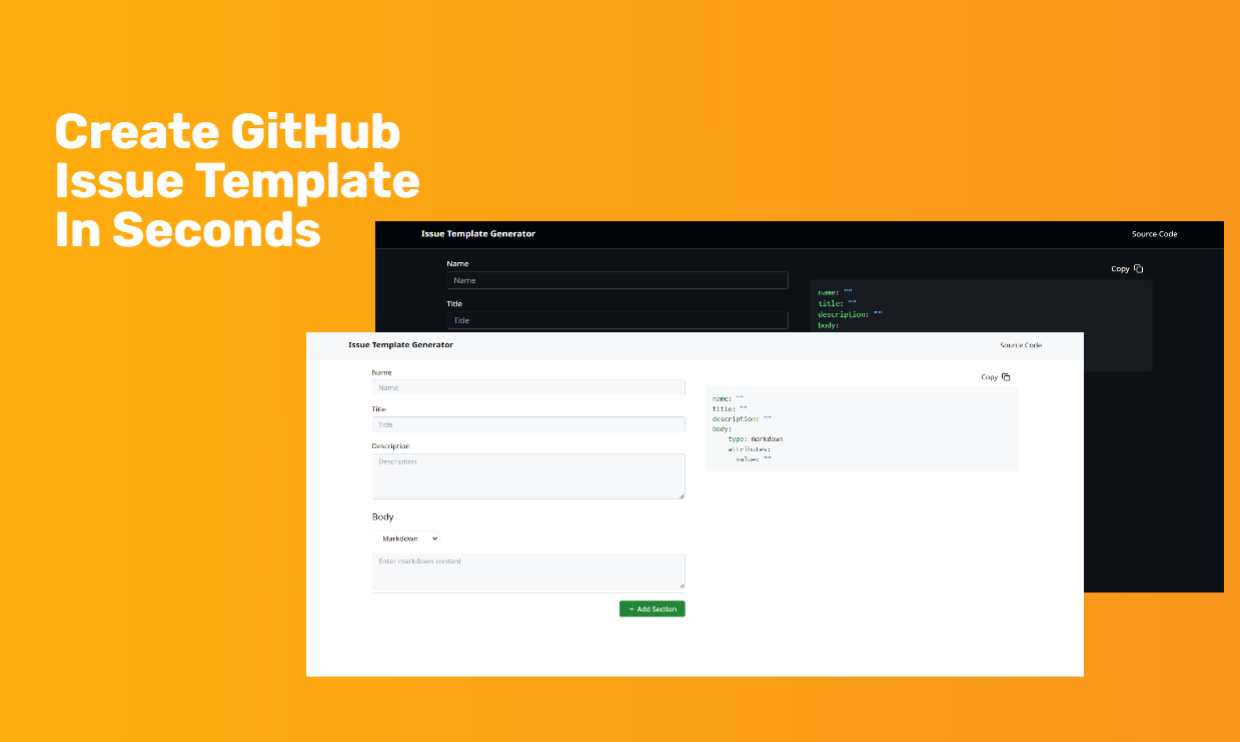 Create GitHub
Issue Template
In Seconds
Issue Template Generator
Source Code
Name
Name
Title
Title
Copy
name: ""
title: ""
description: ""
body:
Issue Template Generator
Source Code
Name
Name
Title
Title
Description
Description
Body
Markdown
Enter markdown content
+ Add Section
Copy
name: ""
title: ""
description: ""
body:
type: markdown
attributes:
value: ""